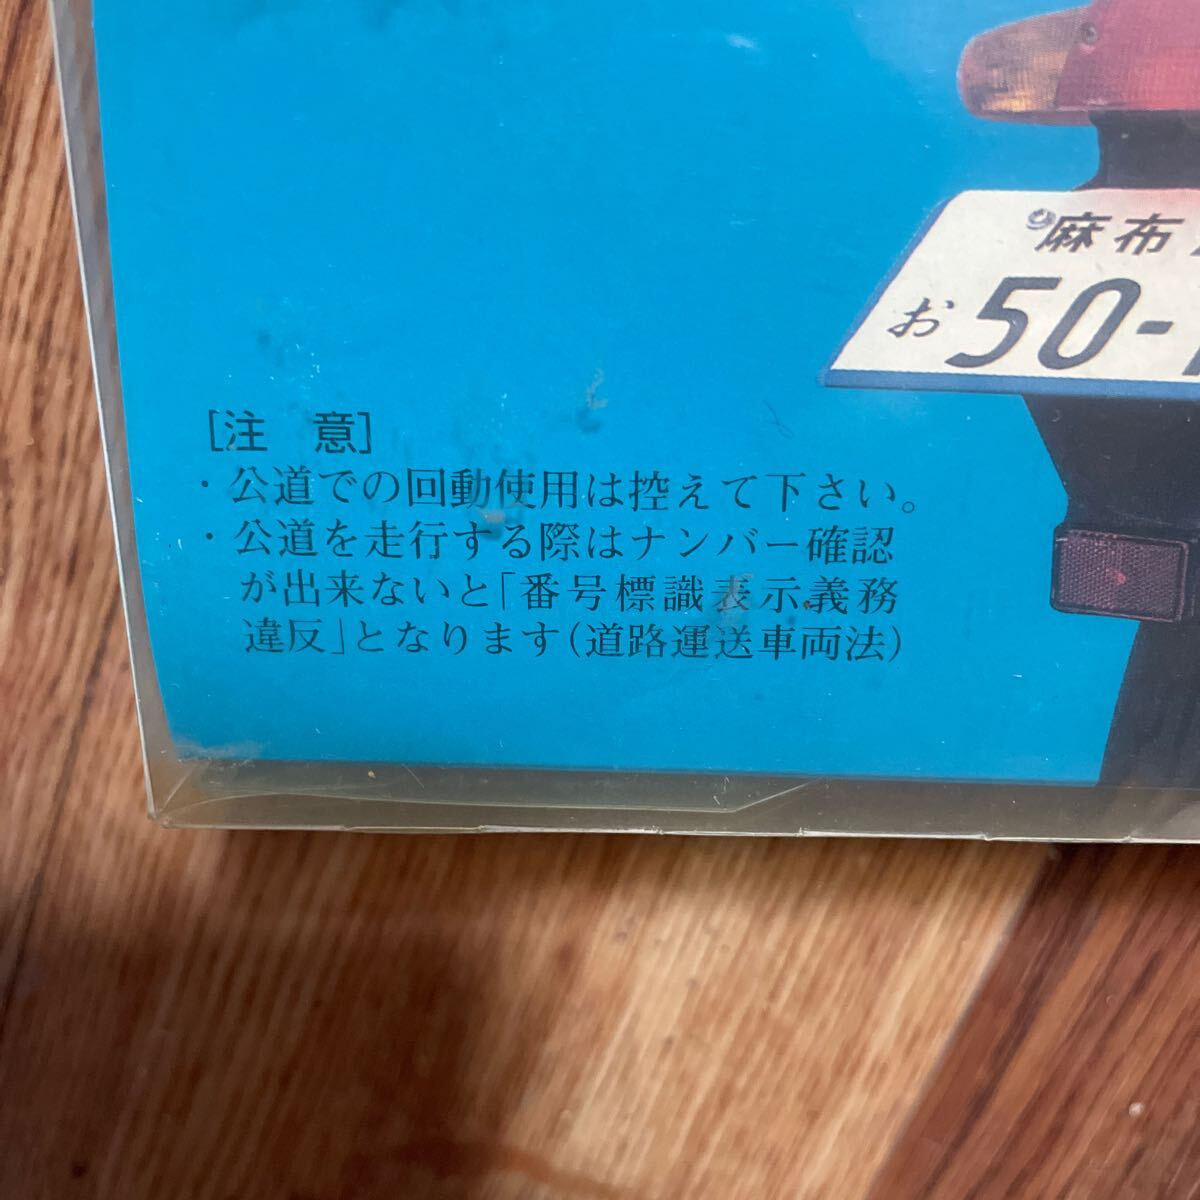 麻布
お 50-
[注 意]
・公道での回動使用は控えて下さい。
・公道を走行する際はナンバー確認
が出来ないと「番号標識表示義務
違反」となります(道路運送車両法)